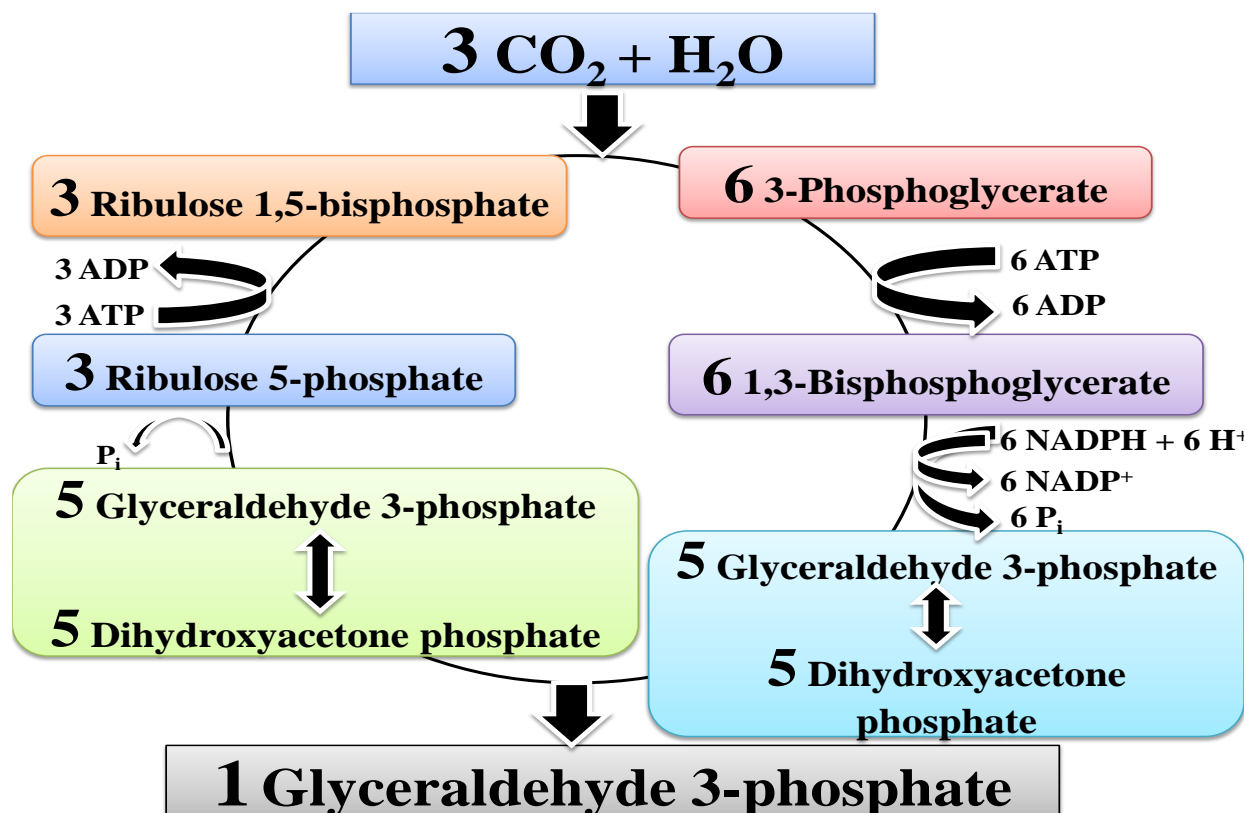 3 CO₂ + H₂O
3 Ribulose 1,5-bisphosphate
6 3-Phosphoglycerate
3 ADP
3 ATP
6 ATP
6 ADP
3 Ribulose 5-phosphate
6 1,3-Bisphosphoglycerate
Pᵢ
6 NADPH + 6 H⁺
6 NADP⁺
6 Pᵢ
5 Glyceraldehyde 3-phosphate
5 Dihydroxyacetone phosphate
5 Glyceraldehyde 3-phosphate
5 Dihydroxyacetone
phosphate
1 Glyceraldehyde 3-phosphate